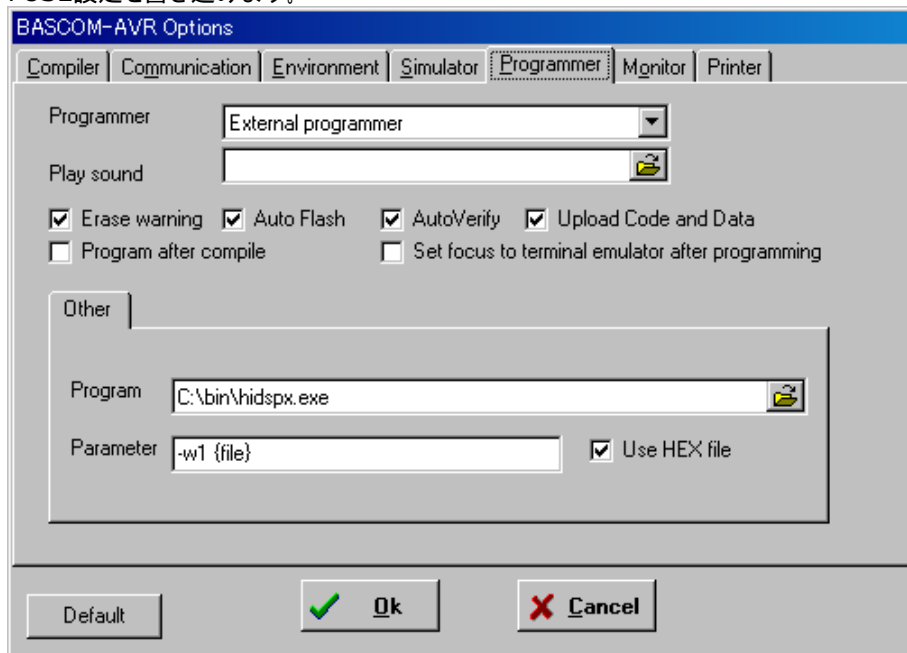 BASCOM-AVR Options
Compiler Communication Environment Simulator Programmer Monitor Printer
Programmer External programmer
Play sound
Erase warning Auto Flash AutoVerify Upload Code and Data
Program after compile Set focus to terminal emulator after programming
Other
Program C:\bin\hidspx.exe
Parameter -w1 {file} Use HEX file
Default Ok Cancel